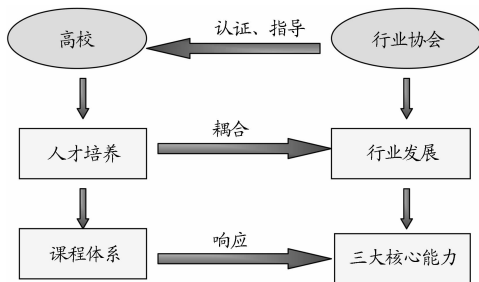 高校
认证、指导
行业协会
人才培养
耦合
行业发展
课程体系
响应
三大核心能力